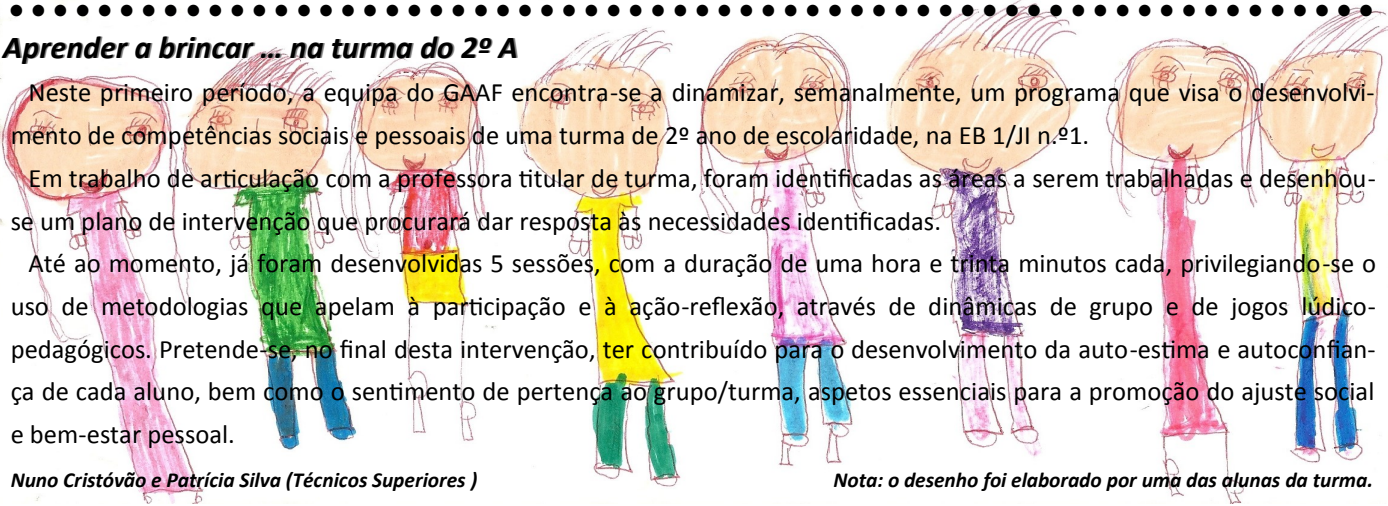 Aprender a brincar ... na turma do 2º A
Neste primeiro período, a equipa do GAAF encontra-se a dinamizar, semanalmente, um programa que visa o desenvolvi-
mento de competências sociais e pessoais de uma turma de 2º ano de escolaridade, na EB 1/JI n.º1.
Em trabalho de articulação com a professora titular de turma, foram identificadas as áreas a serem trabalhadas e desenhou-
se um plano de intervenção que procurará dar resposta às necessidades identificadas.
Até ao momento, já foram desenvolvidas 5 sessões, com a duração de uma hora e trinta minutos cada, privilegiando-se o
uso de metodologias que apelam à participação e à ação-reflexão, através de dinâmicas de grupo e de jogos lúdico-
pedagógicos. Pretende-se, no final desta intervenção, ter contribuído para o desenvolvimento da auto-estima e autoconfian-
ça de cada aluno, bem como o sentimento de pertença ao grupo/turma, aspetos essenciais para a promoção do ajuste social
e bem-estar pessoal.
Nuno Cristóvão e Patrícia Silva (Técnicos Superiores )
Nota: o desenho foi elaborado por uma das alunas da turma.